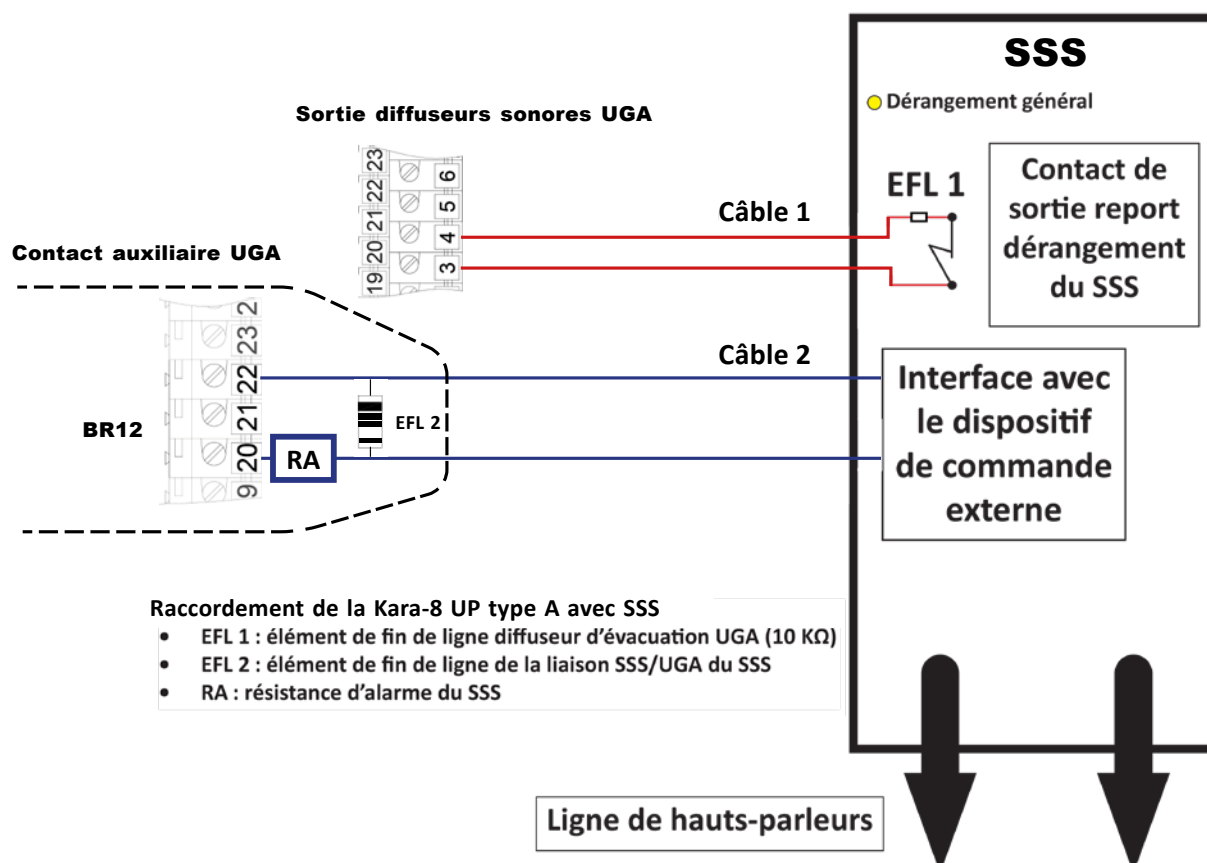 SSS
Dérangement général
Sortie diffuseurs sonores UGA
23
22
21
20
19
6
5
4
3
Câble 1
EFL 1
Contact de
sortie report
dérangement
du SSS
Contact auxiliaire UGA
2
23
22
21
20
9
BR12
RA
EFL 2
Câble 2
Interface avec
le dispositif
de commande
externe
Raccordement de la Kara-8 UP type A avec SSS
• EFL 1 : élément de fin de ligne diffuseur d’évacuation UGA (10 KΩ)
• EFL 2 : élément de fin de ligne de la liaison SSS/UGA du SSS
• RA : résistance d’alarme du SSS
Ligne de hauts-parleurs